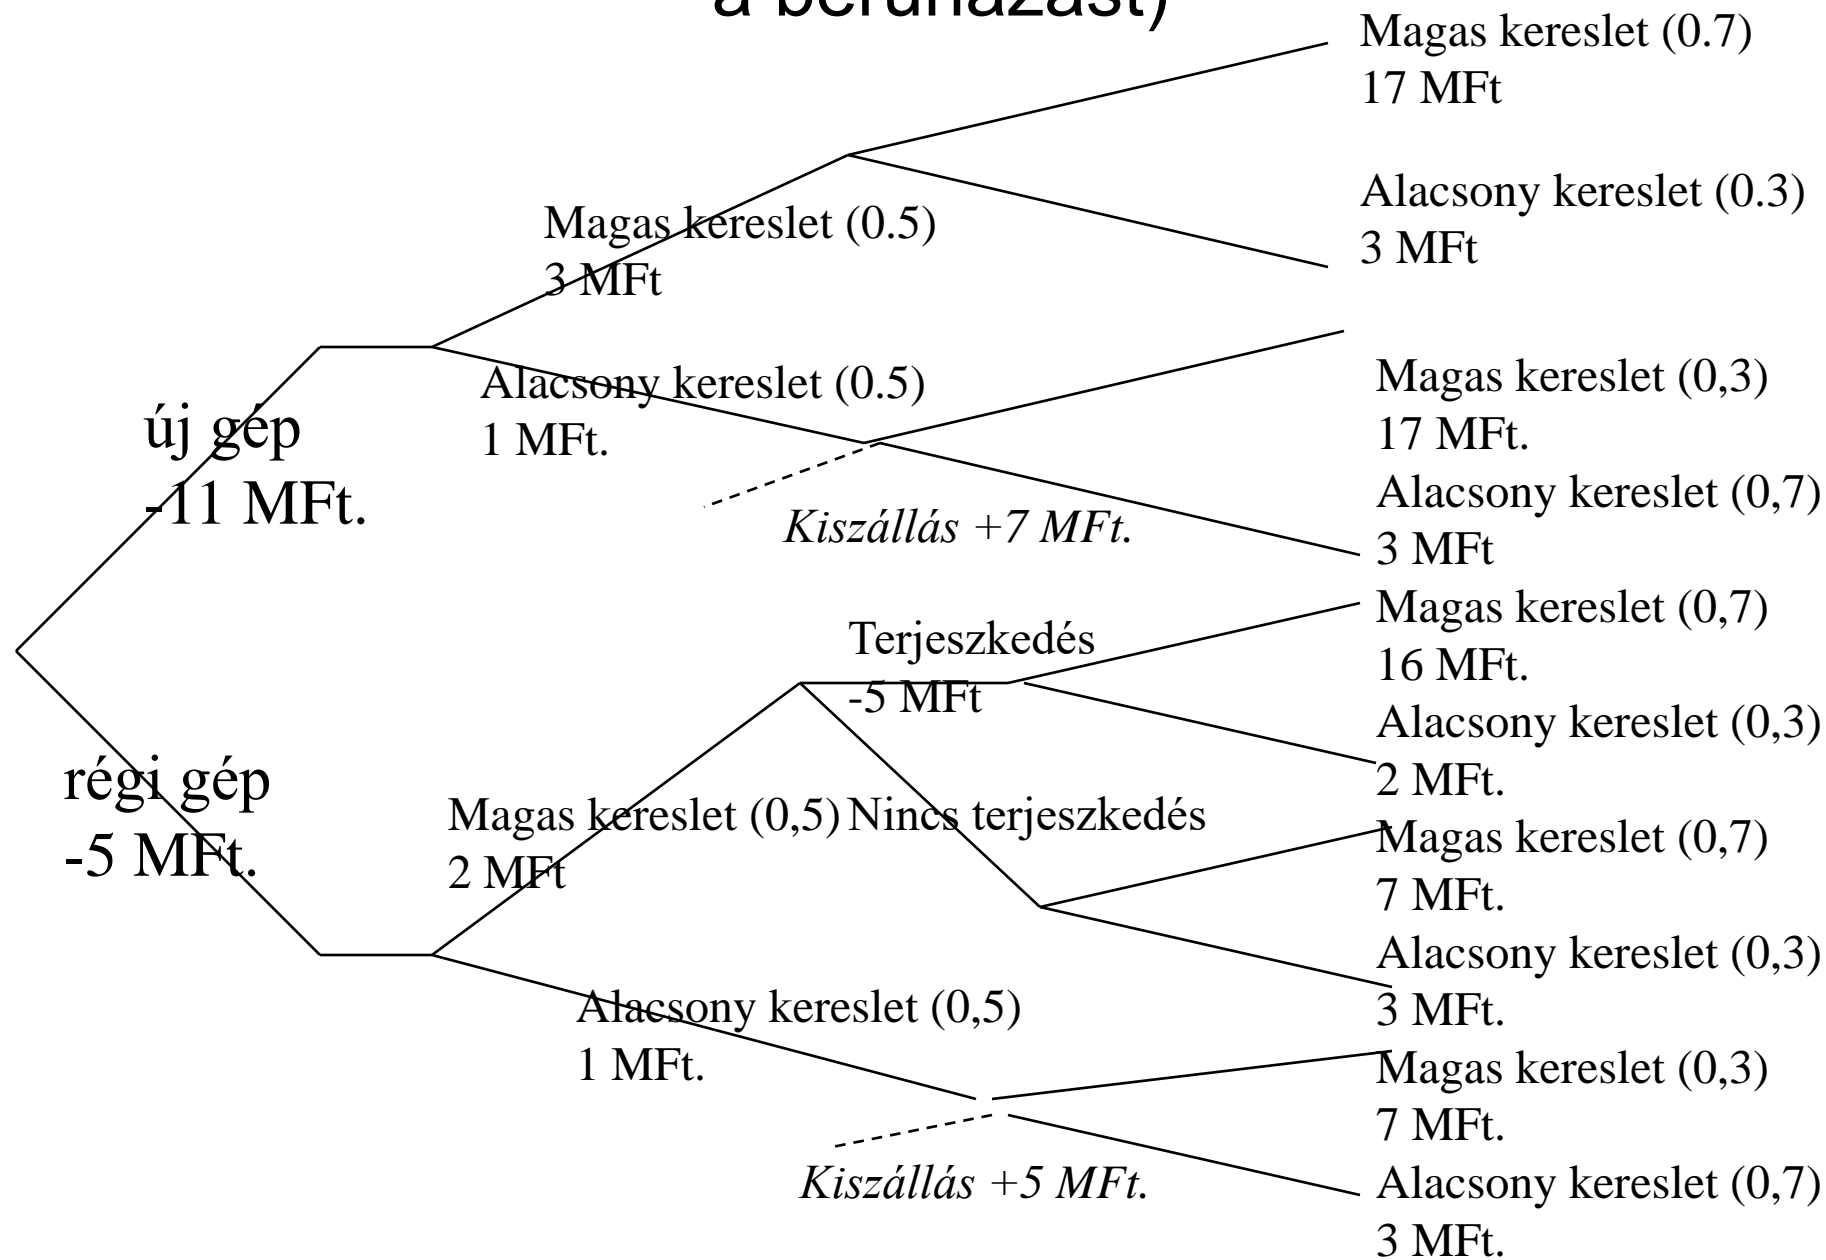 a beruházást)
Magas kereslet (0.7)
17 MFt
Alacsony kereslet (0.3)
3 MFt
Magas kereslet (0.5)
3 MFt
Alacsony kereslet (0.5)
1 MFt.
Magas kereslet (0,3)
17 MFt.
új gép
-11 MFt.
Kiszállás +7 MFt.
Alacsony kereslet (0,7)
3 MFt
Terjeszkedés
-5 MFt
Magas kereslet (0,7)
16 MFt.
Alacsony kereslet (0,3)
2 MFt.
régi gép
-5 MFt.
Magas kereslet (0,5)
2 MFt
Nincs terjeszkedés
Magas kereslet (0,7)
7 MFt.
Alacsony kereslet (0,3)
3 MFt.
Alacsony kereslet (0,5)
1 MFt.
Magas kereslet (0,3)
7 MFt.
Kiszállás +5 MFt.
Alacsony kereslet (0,7)
3 MFt.